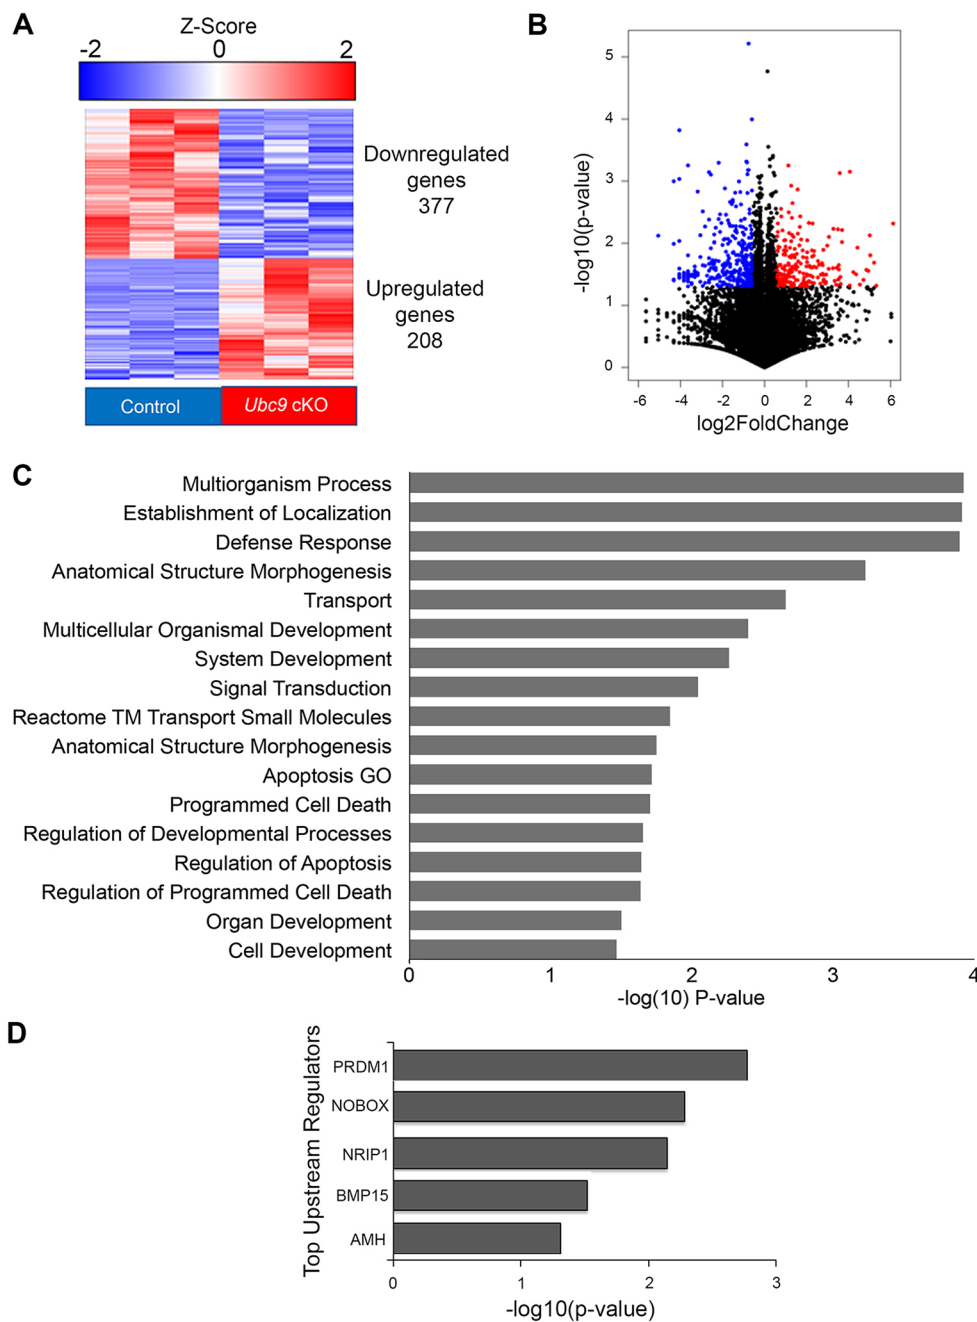 A
Z-Score
-2 0 2
Downregulated
genes
377
Upregulated
genes
208
Control
Ubc9 cKO
B
-log10(p-value)
5
4
3
2
1
0
-6 -4 -2 0 2 4 6
log2FoldChange
C
Multiorganism Process
Establishment of Localization
Defense Response
Anatomical Structure Morphogenesis
Transport
Multicellular Organismal Development
System Development
Signal Transduction
Reactome TM Transport Small Molecules
Anatomical Structure Morphogenesis
Apoptosis GO
Programmed Cell Death
Regulation of Developmental Processes
Regulation of Apoptosis
Regulation of Programmed Cell Death
Organ Development
Cell Development
0 1 2 3 4
-log(10) P-value
D
Top Upstream Regulators
PRDM1
NOBOX
NRIP1
BMP15
AMH
0 1 2 3
-log10(p-value)